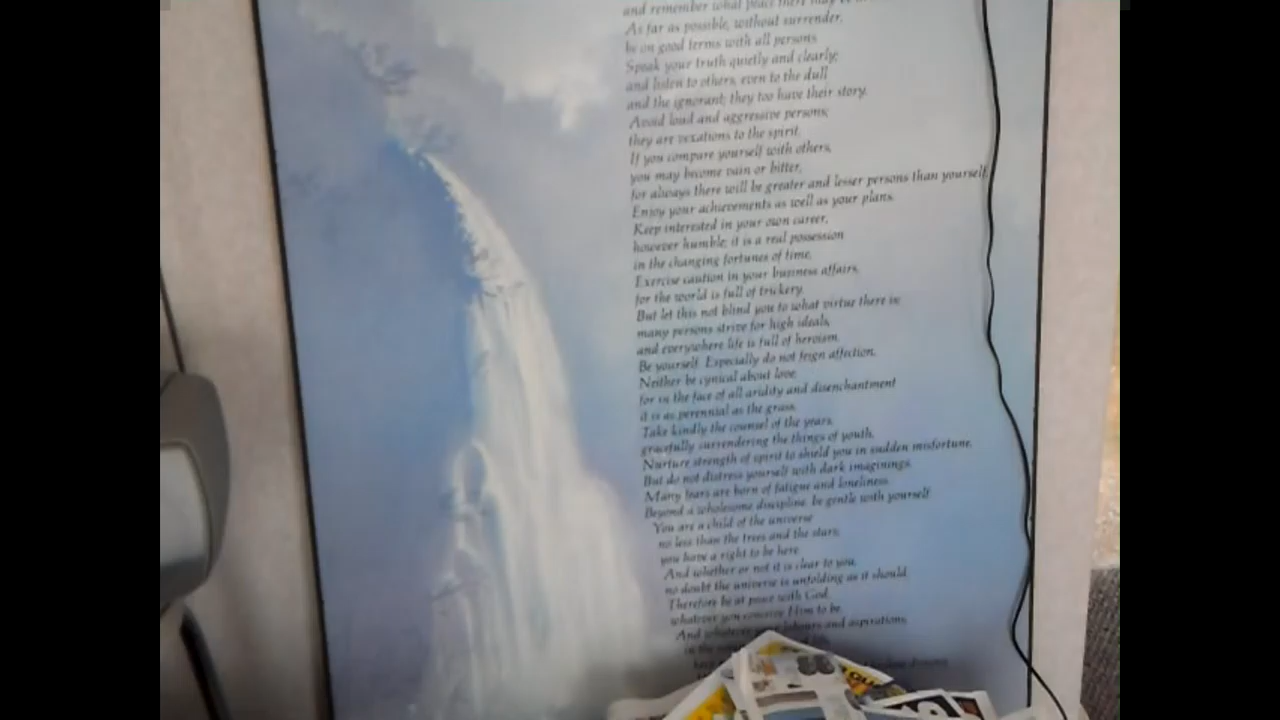 and remember what peace there may be
As far as possible, without surrender,
be on good terms with all persons.
Speak your truth quietly and clearly;
and listen to others, even to the dull
and the ignorant; they too have their story.
Avoid loud and aggressive persons;
they are vexations to the spirit.
If you compare yourself with others,
you may become vain or bitter,
for always there will be greater and lesser persons than yourself.
Enjoy your achievements as well as your plans.
Keep interested in your own career,
however humble; it is a real possession
in the changing fortunes of time.
Exercise caution in your business affairs,
for the world is full of trickery.
But let this not blind you to what virtue there is;
many persons strive for high ideals,
and everywhere life is full of heroism.
Be yourself. Especially do not feign affection.
Neither be cynical about love,
for in the face of all aridity and disenchantment
it is as perennial as the grass.
Take kindly the counsel of the years,
gracefully surrendering the things of youth.
Nurture strength of spirit to shield you in sudden misfortune.
But do not distress yourself with dark imaginings.
Many fears are born of fatigue and loneliness.
Beyond a wholesome discipline, be gentle with yourself.
You are a child of the universe
no less than the trees and the stars;
you have a right to be here.
And whether or not it is clear to you,
no doubt the universe is unfolding as it should.
Therefore be at peace with God,
whatever you conceive Him to be.
And whatever your labours and aspirations,
in the